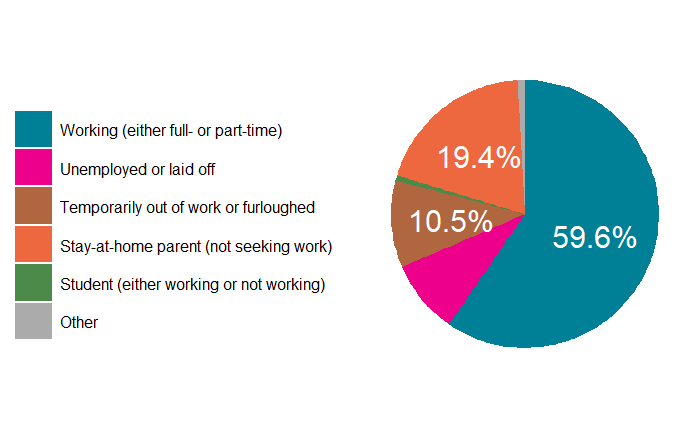 Working (either full- or part-time)
Unemployed or laid off
Temporarily out of work or furloughed
Stay-at-home parent (not seeking work)
Student (either working or not working)
Other
19.4%
10.5%
59.6%